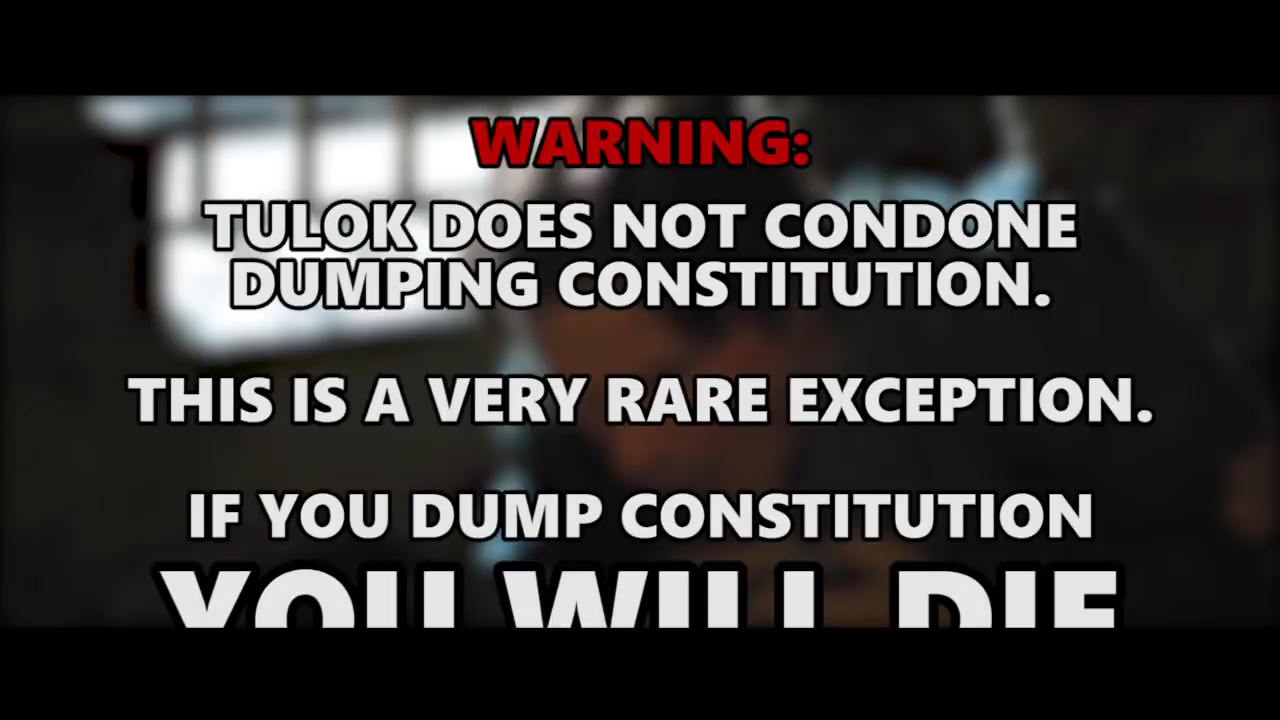 WARNING:
TULOK DOES NOT CONDONE
DUMPING CONSTITUTION.
THIS IS A VERY RARE EXCEPTION.
IF YOU DUMP CONSTITUTION
YOU WILL DIE